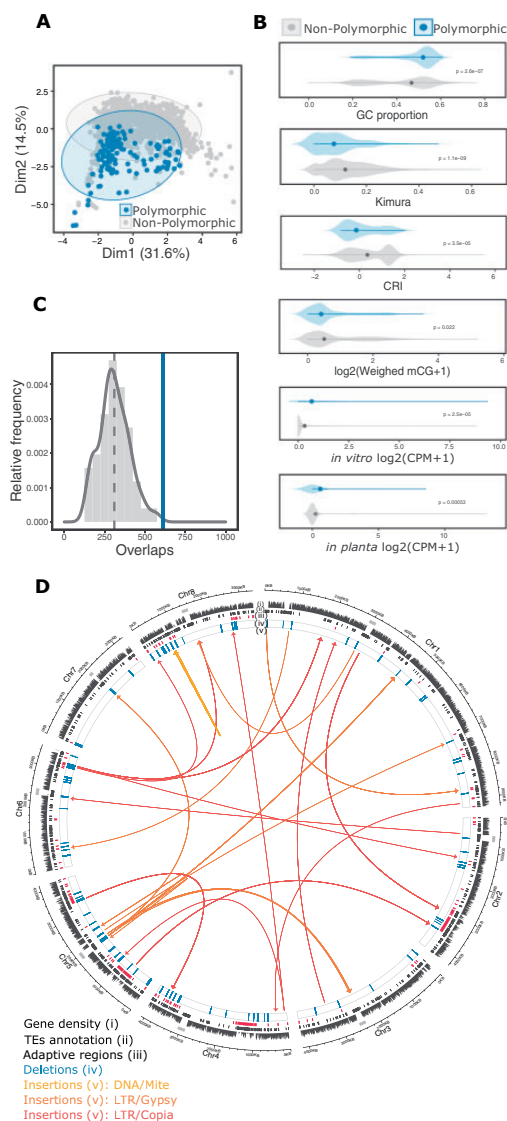 A
2.5
0.0
−2.5
−5.0
Dim2 (14.5%)
Polymorphic
Non-Polymorphic
−4
−2
0
2
4
6
Dim1 (31.6%)
B
Non-Polymorphic
Polymorphic
p = 2.6e-07
0.0
0.2
0.4
0.6
0.8
GC proportion
p = 1.1e-09
0.0
0.2
0.4
0.6
Kimura
p = 3.5e-05
−2
0
2
4
CRI
p = 0.022
0
2
4
6
log2(Weighed mCG+1)
p = 2.5e-05
0.0
2.5
5.0
7.5
10.0
in vitro log2(CPM+1)
p = 0.00033
0
5
10
in planta log2(CPM+1)
C
0.004
0.003
0.002
0.001
0.000
Relative frequency
0
250
500
750
1000
Overlaps
D
Chr8
Chr1
Chr7
Chr6
Chr2
Chr5
Chr4
Chr3
(i)
(ii)
(iii)
(iv)
(v)
Gene density (i)
TEs annotation (ii)
Adaptive regions (iii)
Deletions (iv)
Insertions (v): DNA/Mite
Insertions (v): LTR/Gypsy
Insertions (v): LTR/Copia